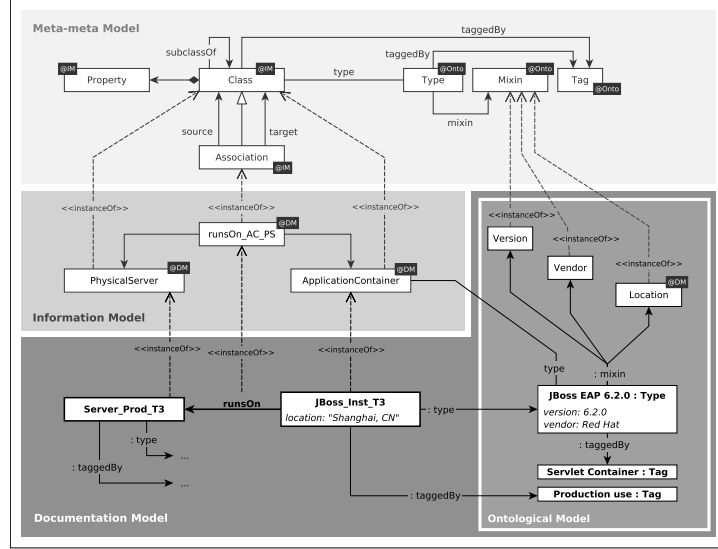 Meta-meta Model
taggedBy
subclassOf
taggedBy
@IM
Property
@IM
Class
type
@Onto
Type
@Onto
Mixin
Tag
@Onto
mixin
source
target
Association
@IM
<<instanceOf>>
<<instanceOf>>
<<instanceOf>>
@DM
runsOn_AC_PS
@DM
PhysicalServer
@DM
ApplicationContainer
Information Model
<<instanceOf>>
Version
<<instanceOf>>
Vendor
<<instanceOf>>
@DM
Location
<<instanceOf>>
<<instanceOf>>
<<instanceOf>>
type
: mixin
Server_Prod_T3
runsOn
JBoss_Inst_T3
location: "Shanghai, CN"
: type
JBoss EAP 6.2.0 : Type
version: 6.2.0
vendor: Red Hat
: type
...
: taggedBy
...
: taggedBy
Servlet Container : Tag
: taggedBy
Production use : Tag
Documentation Model
Ontological Model